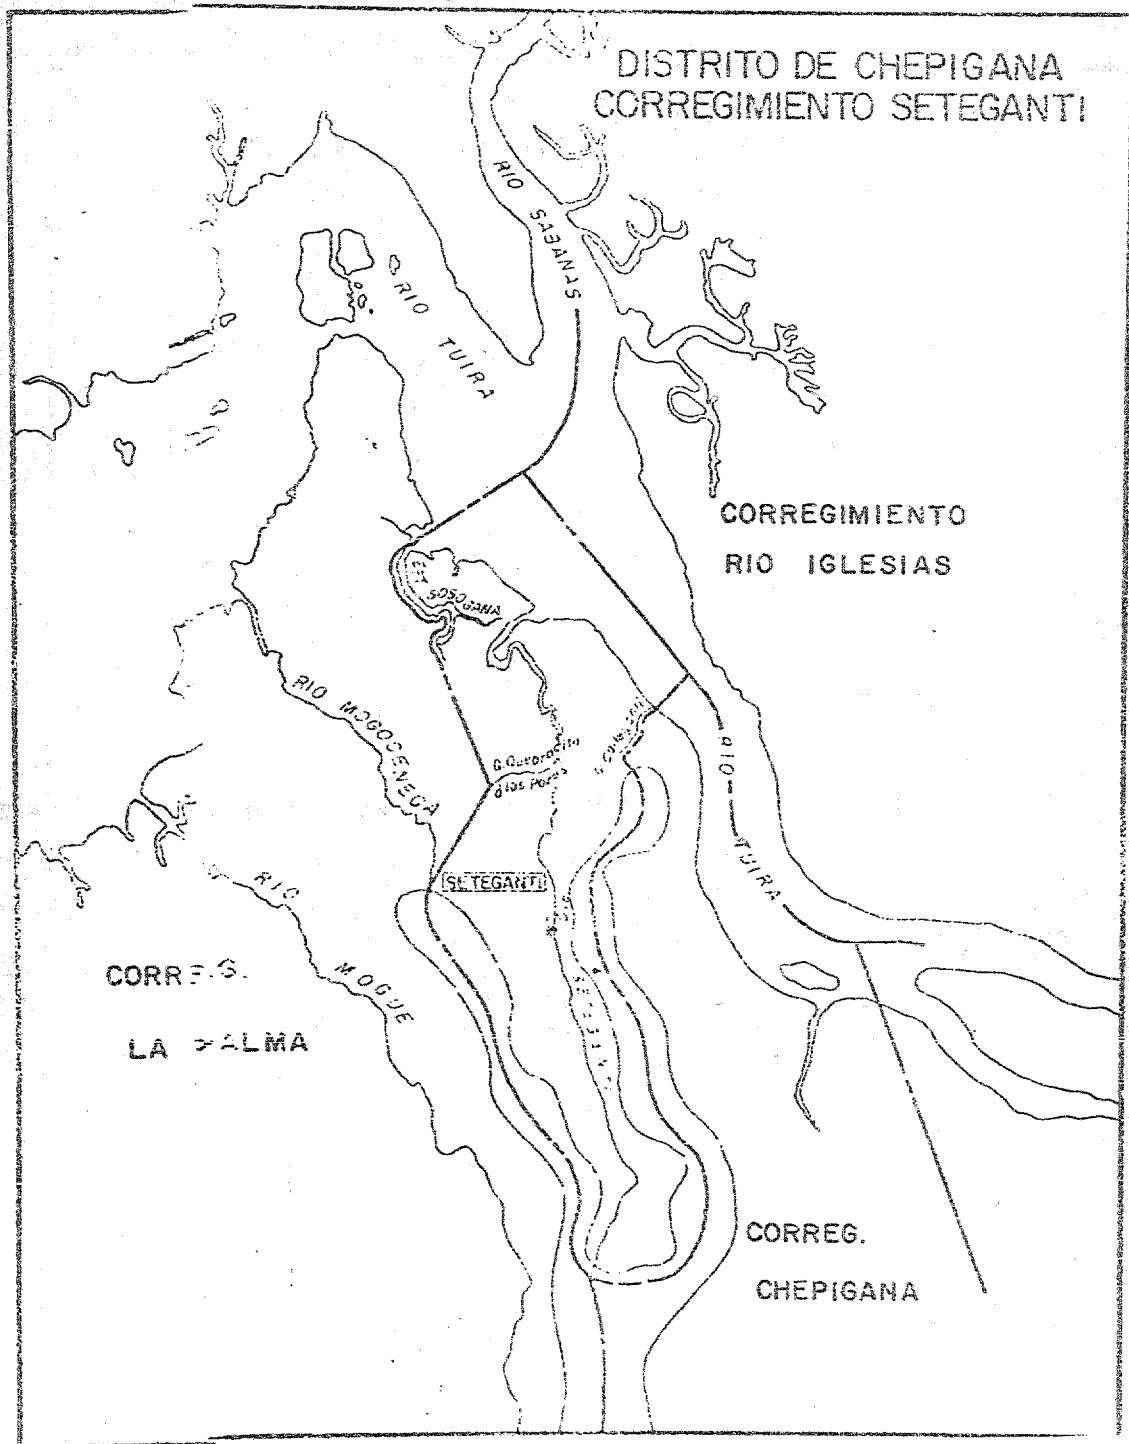 DISTRITO DE CHEPIGANA
CORREGIMIENTO SETEGANTI
RIO SABANAS
RIO TUIRA
CORREGIMIENTO
RIO IGLESIAS
EST. SOSOGANA
RIO MOGOCENEGA
RIO TUIRA
SETEGANTI
RIO MOGUE
CORREG.
LA PALMA
CORREG.
CHEPIGANA